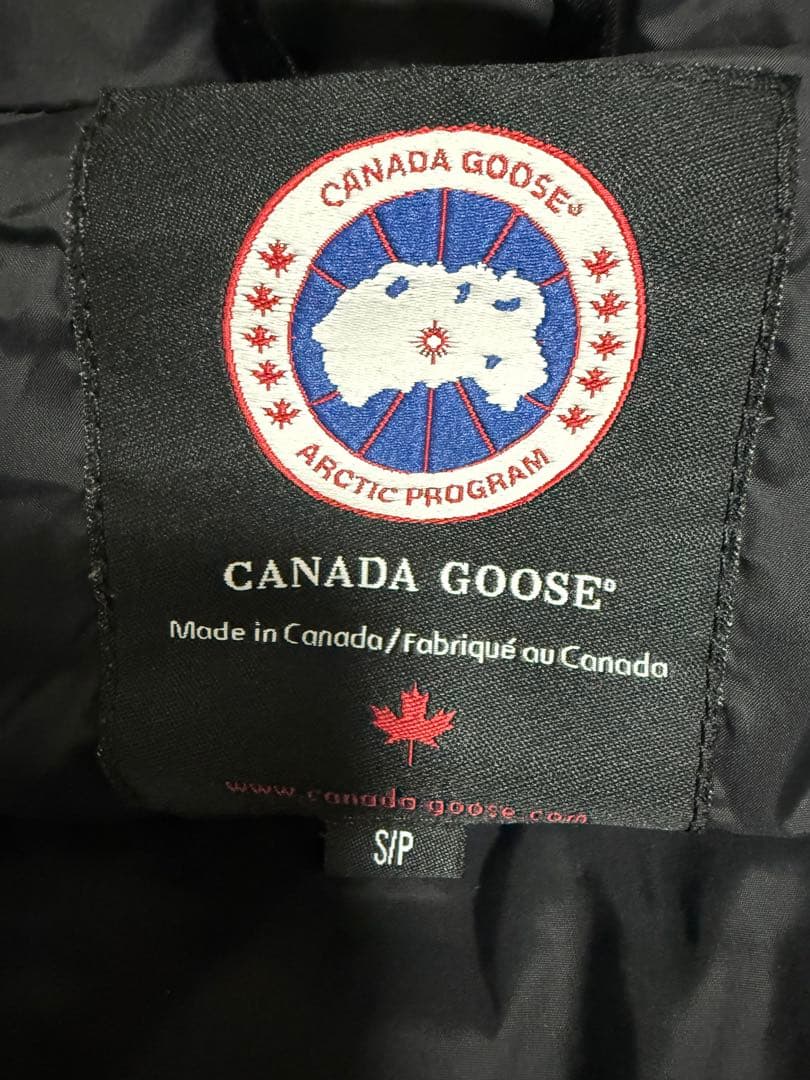 CANADA GOOSE®
ARCTIC PROGRAM
CANADA GOOSE®
Made in Canada/Fabriqué au Canada
www.canada-goose.com
S/P